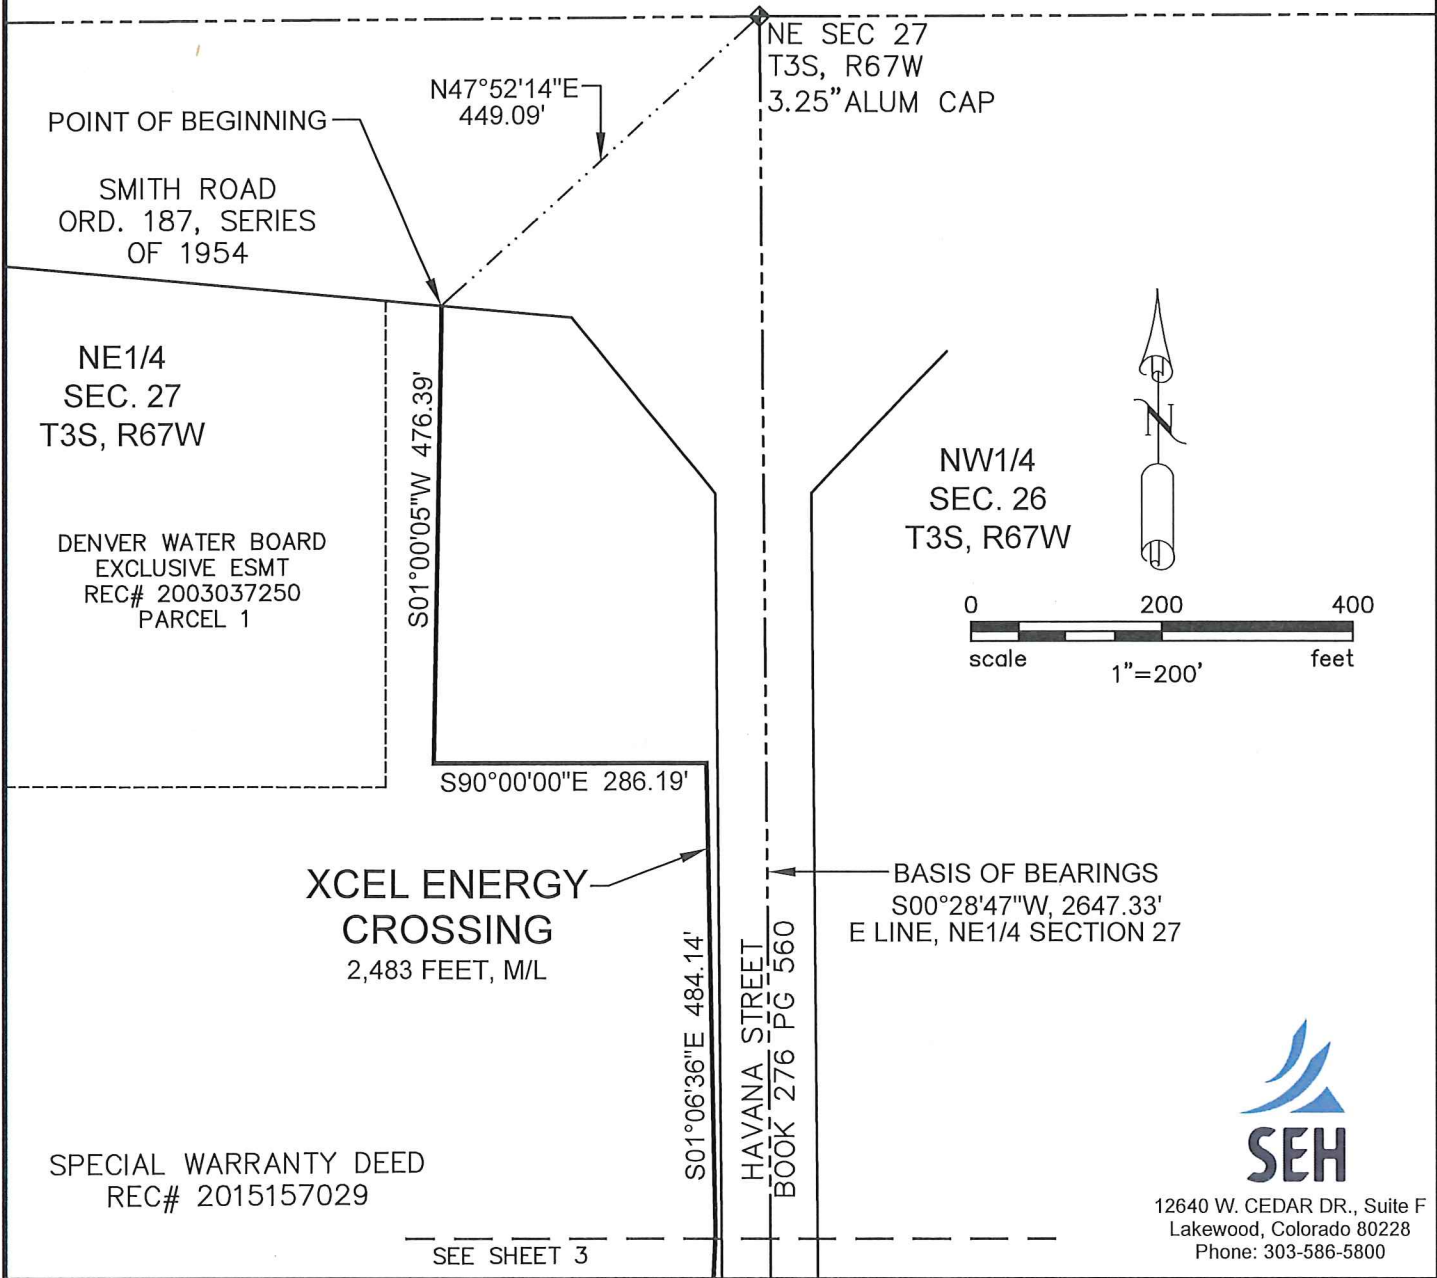 NE SEC 27
T3S, R67W
3.25"ALUM CAP
N47°52'14"E
449.09'
POINT OF BEGINNING
SMITH ROAD
ORD. 187, SERIES
OF 1954
NE1/4
SEC. 27
T3S, R67W
S01°00'05"W 476.39'
DENVER WATER BOARD
EXCLUSIVE ESMT
REC# 2003037250
PARCEL 1
N
NW1/4
SEC. 26
T3S, R67W
0 200 400
scale feet
1"=200'
S90°00'00"E 286.19'
XCEL ENERGY
CROSSING
2,483 FEET, M/L
BASIS OF BEARINGS
S00°28'47"W, 2647.33'
E LINE, NE1/4 SECTION 27
S01°06'36"E 484.14'
HAVANA STREET
BOOK 276 PG 560
SPECIAL WARRANTY DEED
REC# 2015157029
SEE SHEET 3
SEH
12640 W. CEDAR DR., Suite F
Lakewood, Colorado 80228
Phone: 303-586-5800